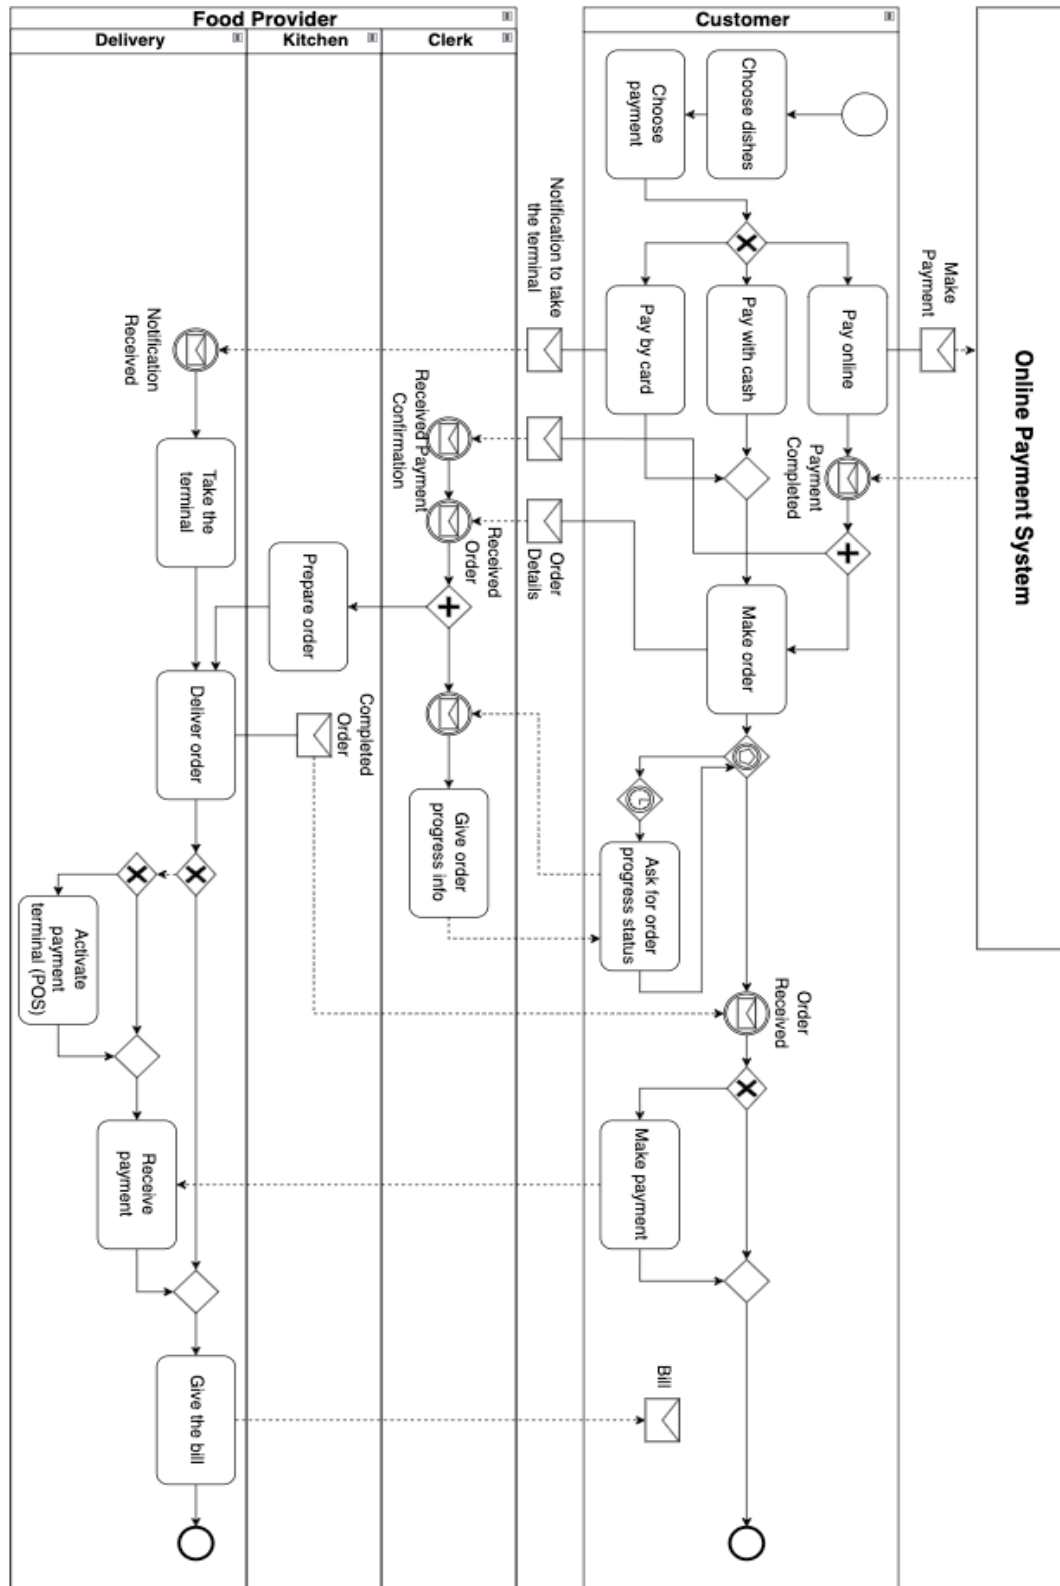 Food Provider
Customer
Delivery
Kitchen
Clerk
Online Payment System
Choose dishes
Choose
payment
Make
Payment
Notification to take
the terminal
Pay online
Pay with cash
Pay by card
Notification
Received
Received Payment
Confirmation
Payment
Completed
Received
Order
Order
Details
Take the
terminal
Prepare order
Make order
Deliver order
Completed
Order
Give order
progress info
Ask for order
progress status
Activate
payment
terminal (POS)
Order
Received
Receive
payment
Make payment
Give the bill
Bill